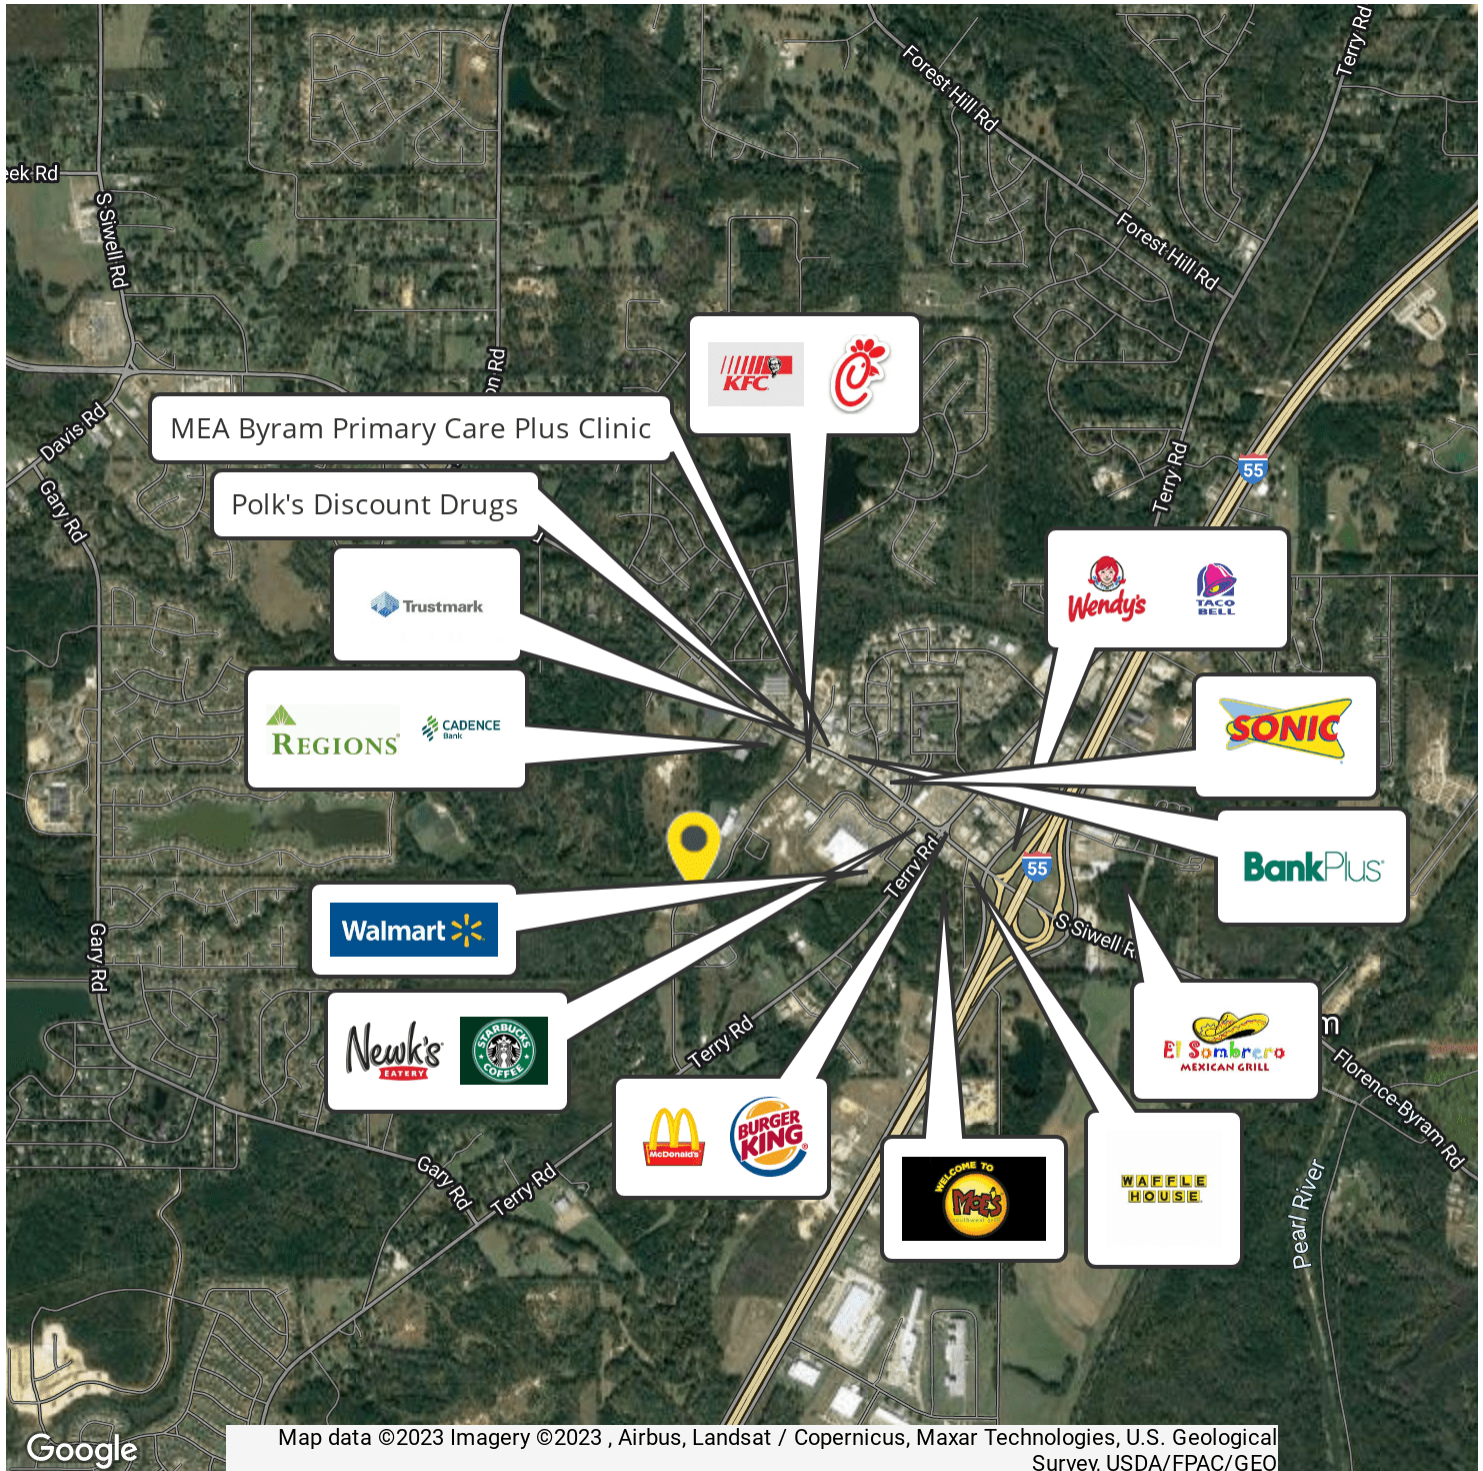 Forest Hill Rd
Terry Rd
eek Rd
S Siwell Rd
Forest Hill Rd
KFC
on Rd
MEA Byram Primary Care Plus Clinic
Davis Rd
55
Terry Rd
Gary Rd
Polk's Discount Drugs
Trustmark
Wendy's
TACO
BELL
REGIONS
CADENCE
Bank
SONIC
Terry Rd
55
BankPlus
Walmart
Gary Rd
S Siwell R
Newk's
EATERY
STARBUCKS
COFFEE
Terry Rd
El Sombrero
MEXICAN GRILL
m
Florence-Byram Rd
McDonald's
BURGER
KING
Gary Rd
Terry Rd
WELCOME TO
MOE'S
southwest grill
WAFFLE
HOUSE
Pearl River
Google
Map data ©2023 Imagery ©2023 , Airbus, Landsat / Copernicus, Maxar Technologies, U.S. Geological
Survey, USDA/FPAC/GEO